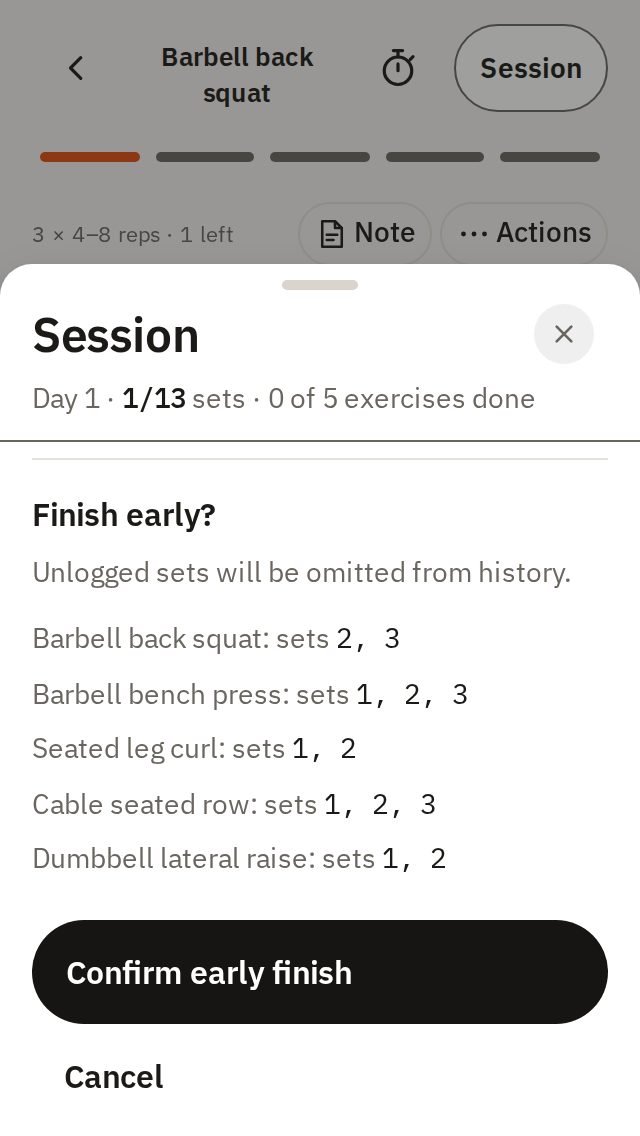 Barbell back
squat
Session
3 × 4–8 reps · 1 left
Note
Actions
Session
Day 1 · 1/13 sets · 0 of 5 exercises done
Finish early?
Unlogged sets will be omitted from history.
Barbell back squat: sets 2, 3
Barbell bench press: sets 1, 2, 3
Seated leg curl: sets 1, 2
Cable seated row: sets 1, 2, 3
Dumbbell lateral raise: sets 1, 2
Confirm early finish
Cancel